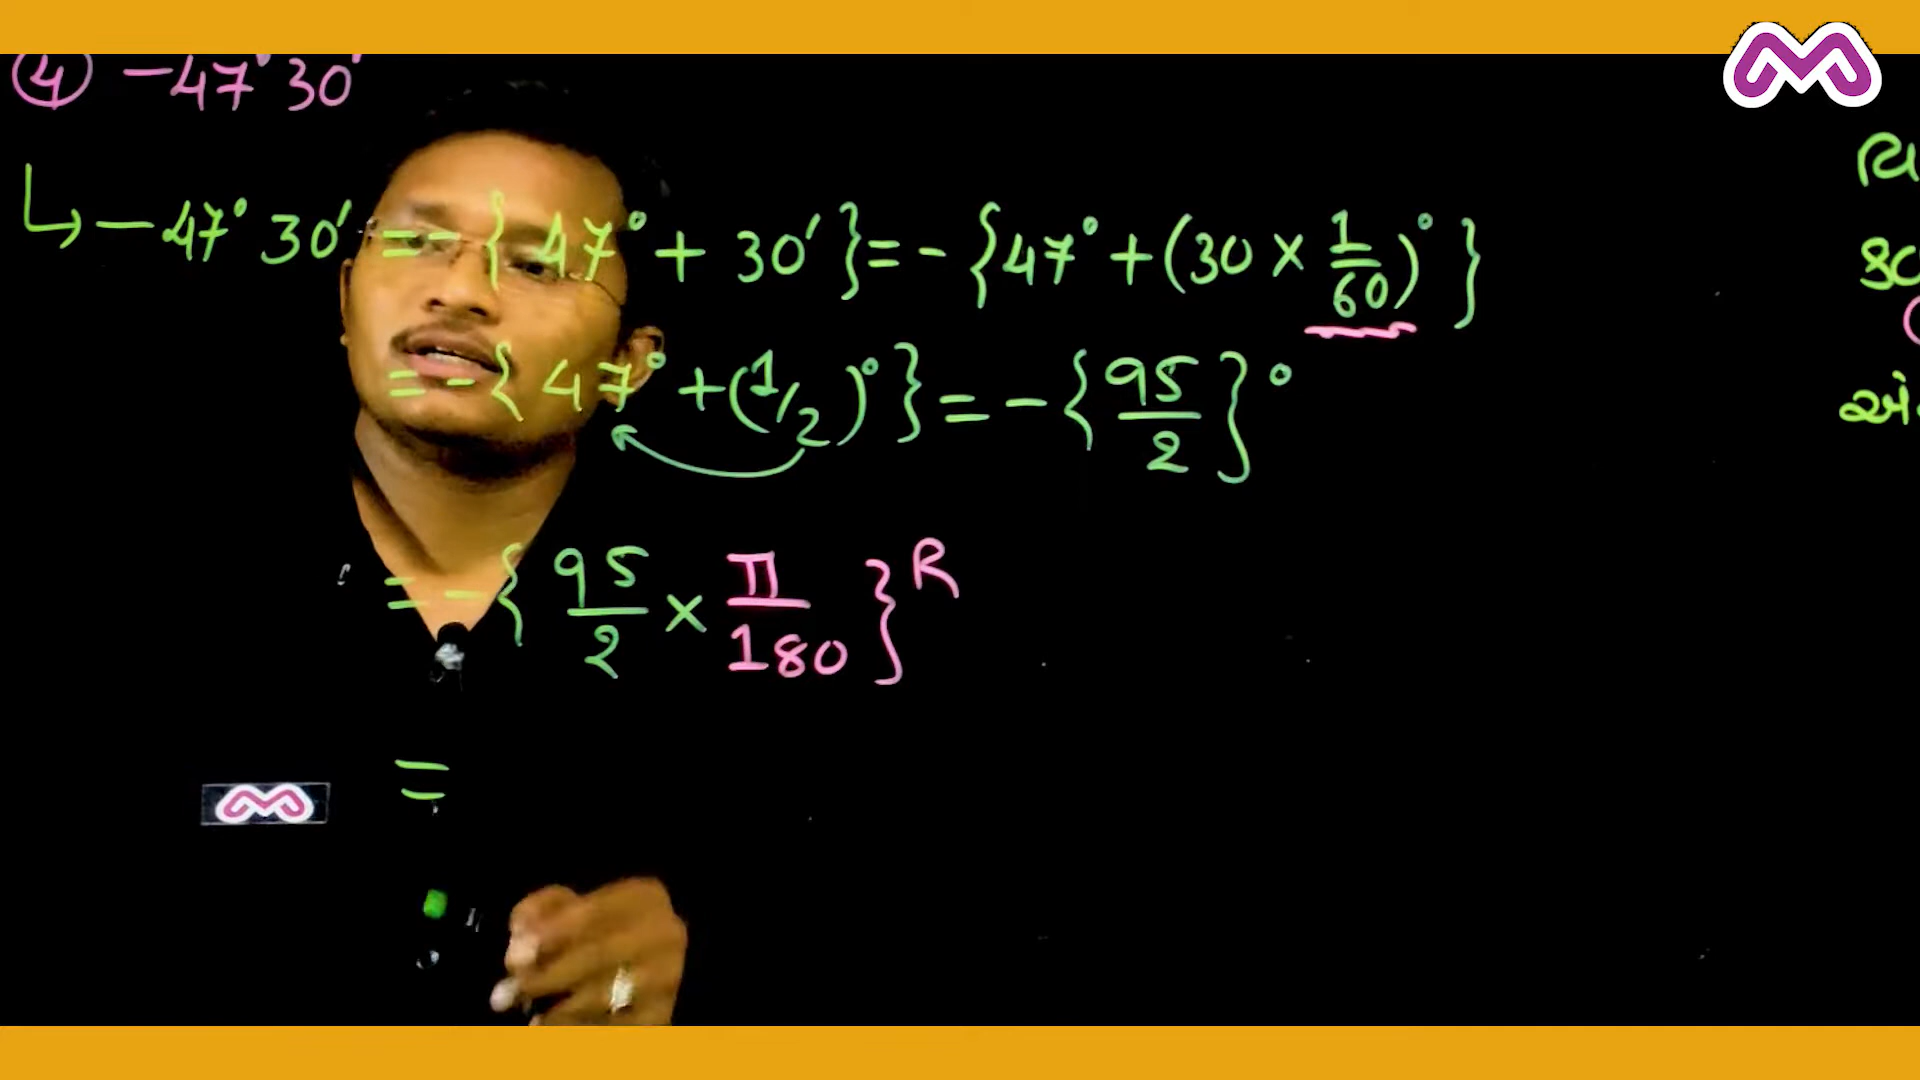 ④ -47° 30'
↳ -47° 30' = -{47° + 30'} = -{47° + (30 × 1/60)°}
= -{47° + (1/2)°} = -{95/2}°
= -{95/2 × π/180}R
=